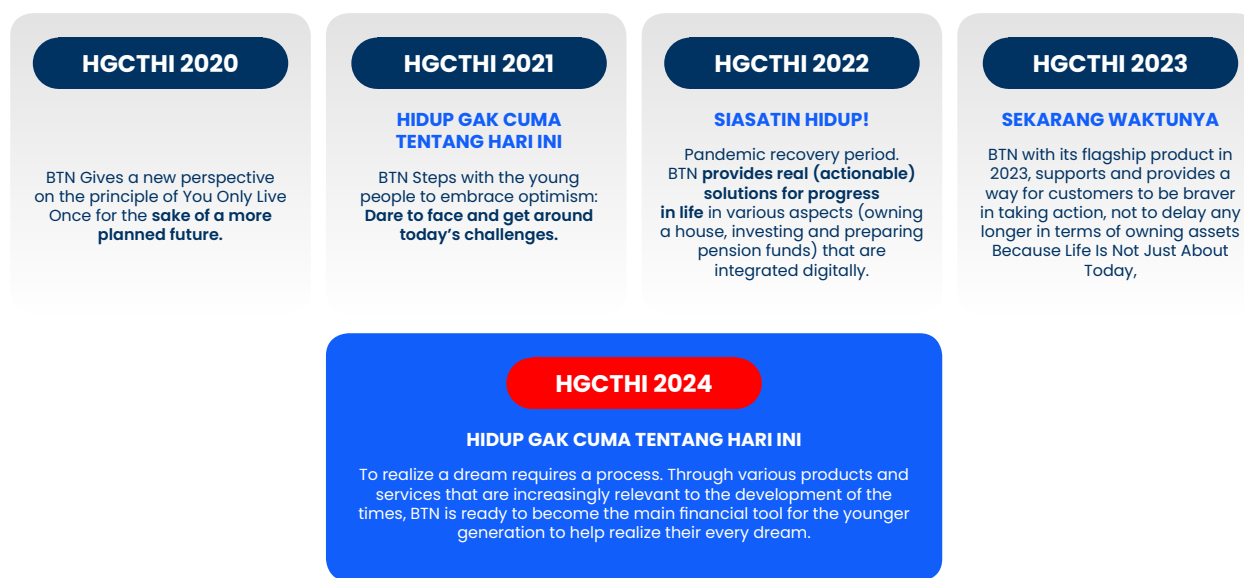 HGCTHI 2020
BTN Gives a new perspective
on the principle of You Only Live
Once for the sake of a more
planned future.
HGCTHI 2021
HIDUP GAK CUMA
TENTANG HARI INI
BTN Steps with the young
people to embrace optimism:
Dare to face and get around
today’s challenges.
HGCTHI 2022
SIASATIN HIDUP!
Pandemic recovery period.
BTN provides real (actionable)
solutions for progress
in life in various aspects (owning
a house, investing and preparing
pension funds) that are
integrated digitally.
HGCTHI 2023
SEKARANG WAKTUNYA
BTN with its flagship product in
2023, supports and provides a
way for customers to be braver
in taking action, not to delay any
longer in terms of owning assets
Because Life Is Not Just About
Today,
HGCTHI 2024
HIDUP GAK CUMA TENTANG HARI INI
To realize a dream requires a process. Through various products and
services that are increasingly relevant to the development of the
times, BTN is ready to become the main financial tool for the younger
generation to help realize their every dream.